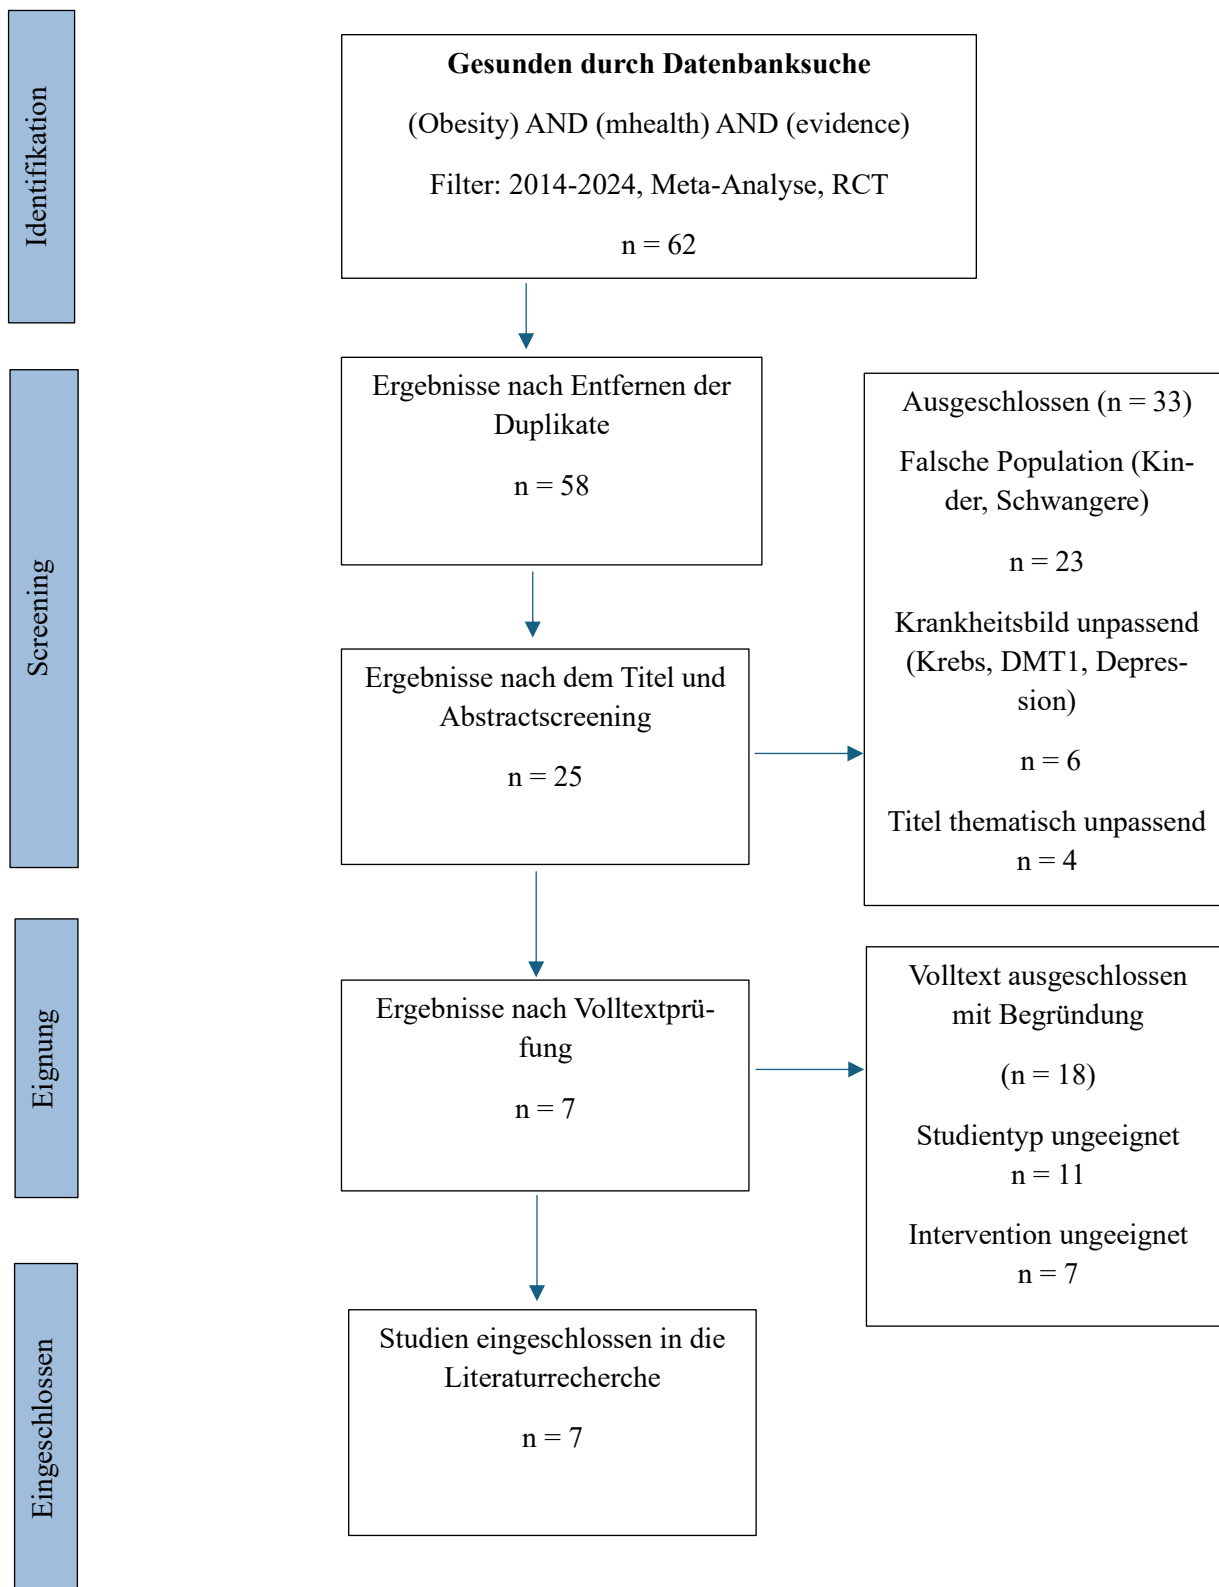 Identifikation
Gesunden durch Datenbanksuche
(Obesity) AND (mhealth) AND (evidence)
Filter: 2014-2024, Meta-Analyse, RCT
n = 62
Screening
Ergebnisse nach Entfernen der
Duplikate
n = 58
Ergebnisse nach dem Titel und
Abstractscreening
n = 25
Ausgeschlossen (n = 33)
Falsche Population (Kin-
der, Schwangere)
n = 23
Krankheitsbild unpassend
(Krebs, DMT1, Depres-
sion)
n = 6
Titel thematisch unpassend
n = 4
Eignung
Ergebnisse nach Volltextprü-
fung
n = 7
Volltext ausgeschlossen
mit Begründung
(n = 18)
Studientyp ungeeignet
n = 11
Intervention ungeeignet
n = 7
Eingeschlossen
Studien eingeschlossen in die
Literaturrecherche
n = 7